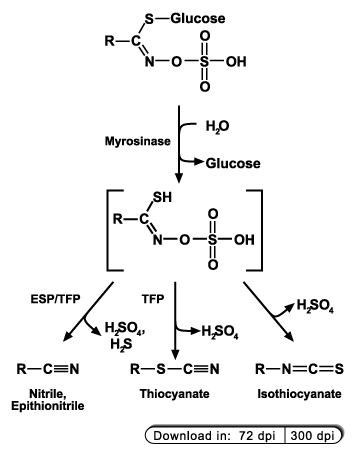 S—Glucose
R—C
N—O—S—OH
O
O
Myrosinase
H₂O
Glucose
SH
R—C
N—O—S—OH
O
O
ESP/TFP
TFP
H₂SO₄,
H₂S
H₂SO₄
H₂SO₄
R—C≡N
R—S—C≡N
R—N=C=S
Nitrile,
Epithionitrile
Thiocyanate
Isothiocyanate
Download in: 72 dpi | 300 dpi